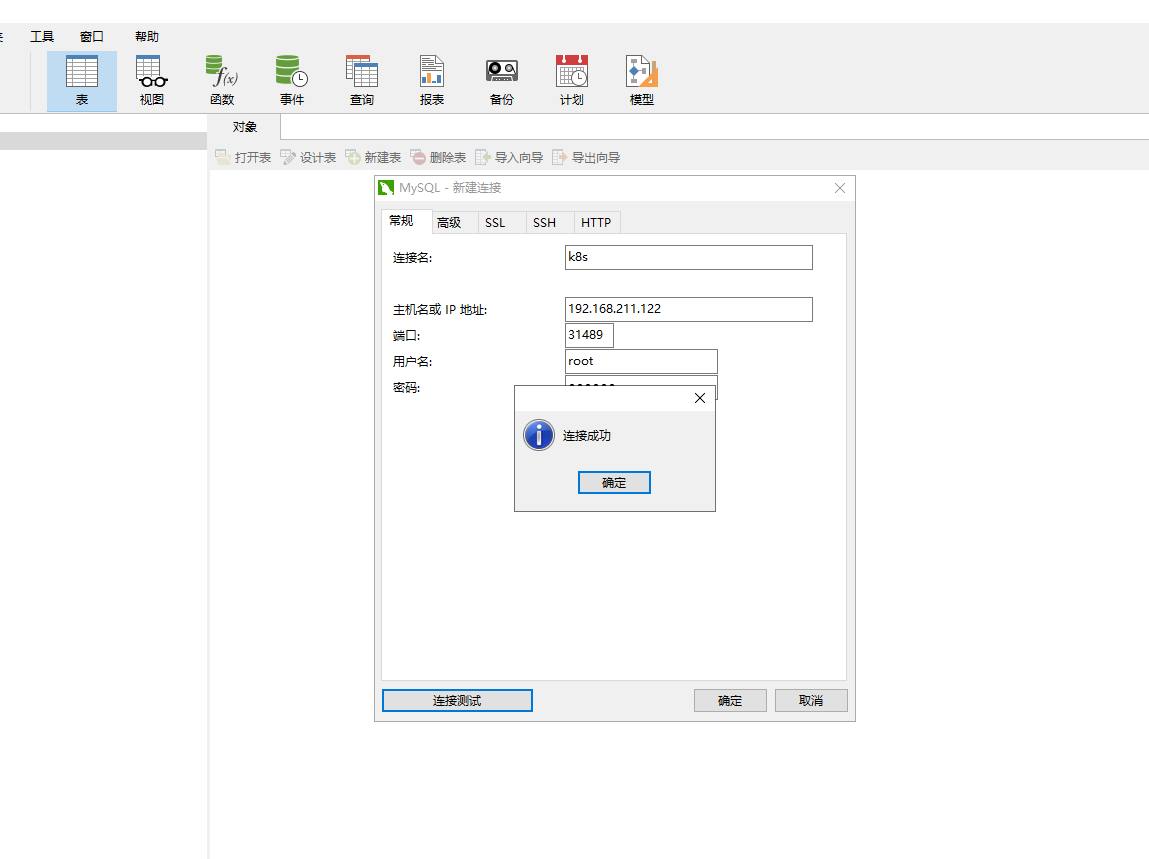 工具 窗口 帮助
表 视图 函数 事件 查询 报表 备份 计划 模型
对象
打开表 设计表 新建表 删除表 导入向导 导出向导
MySQL - 新建连接
常规 高级 SSL SSH HTTP
连接名: k8s
主机名或 IP 地址: 192.168.211.122
端口: 31489
用户名: root
密码:
连接成功
确定
连接测试 确定 取消